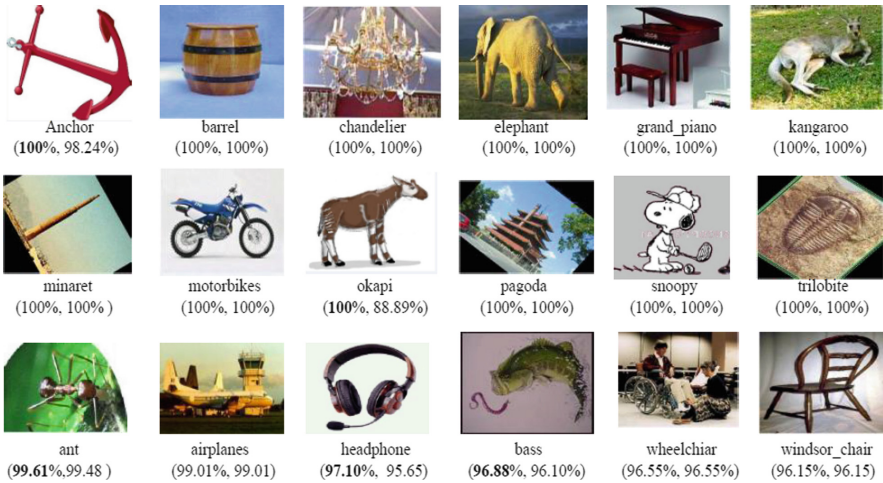 Anchor barrel chandelier elephant grand_piano kangaroo
(100%, 98.24%) (100%, 100%) (100%, 100%) (100%, 100%) (100%, 100%) (100%, 100%)
minaret motorbikes okapi pagoda snoopy trilobite
(100%, 100% ) (100%, 100%) (100%, 88.89%) (100%, 100%) (100%, 100%) (100%, 100%)
ant airplanes headphone bass wheelchiar windsor_chair
(99.61%,99.48 ) (99.01%, 99.01) (97.10%, 95.65) (96.88%, 96.10%) (96.55%, 96.55%) (96.15%, 96.15)